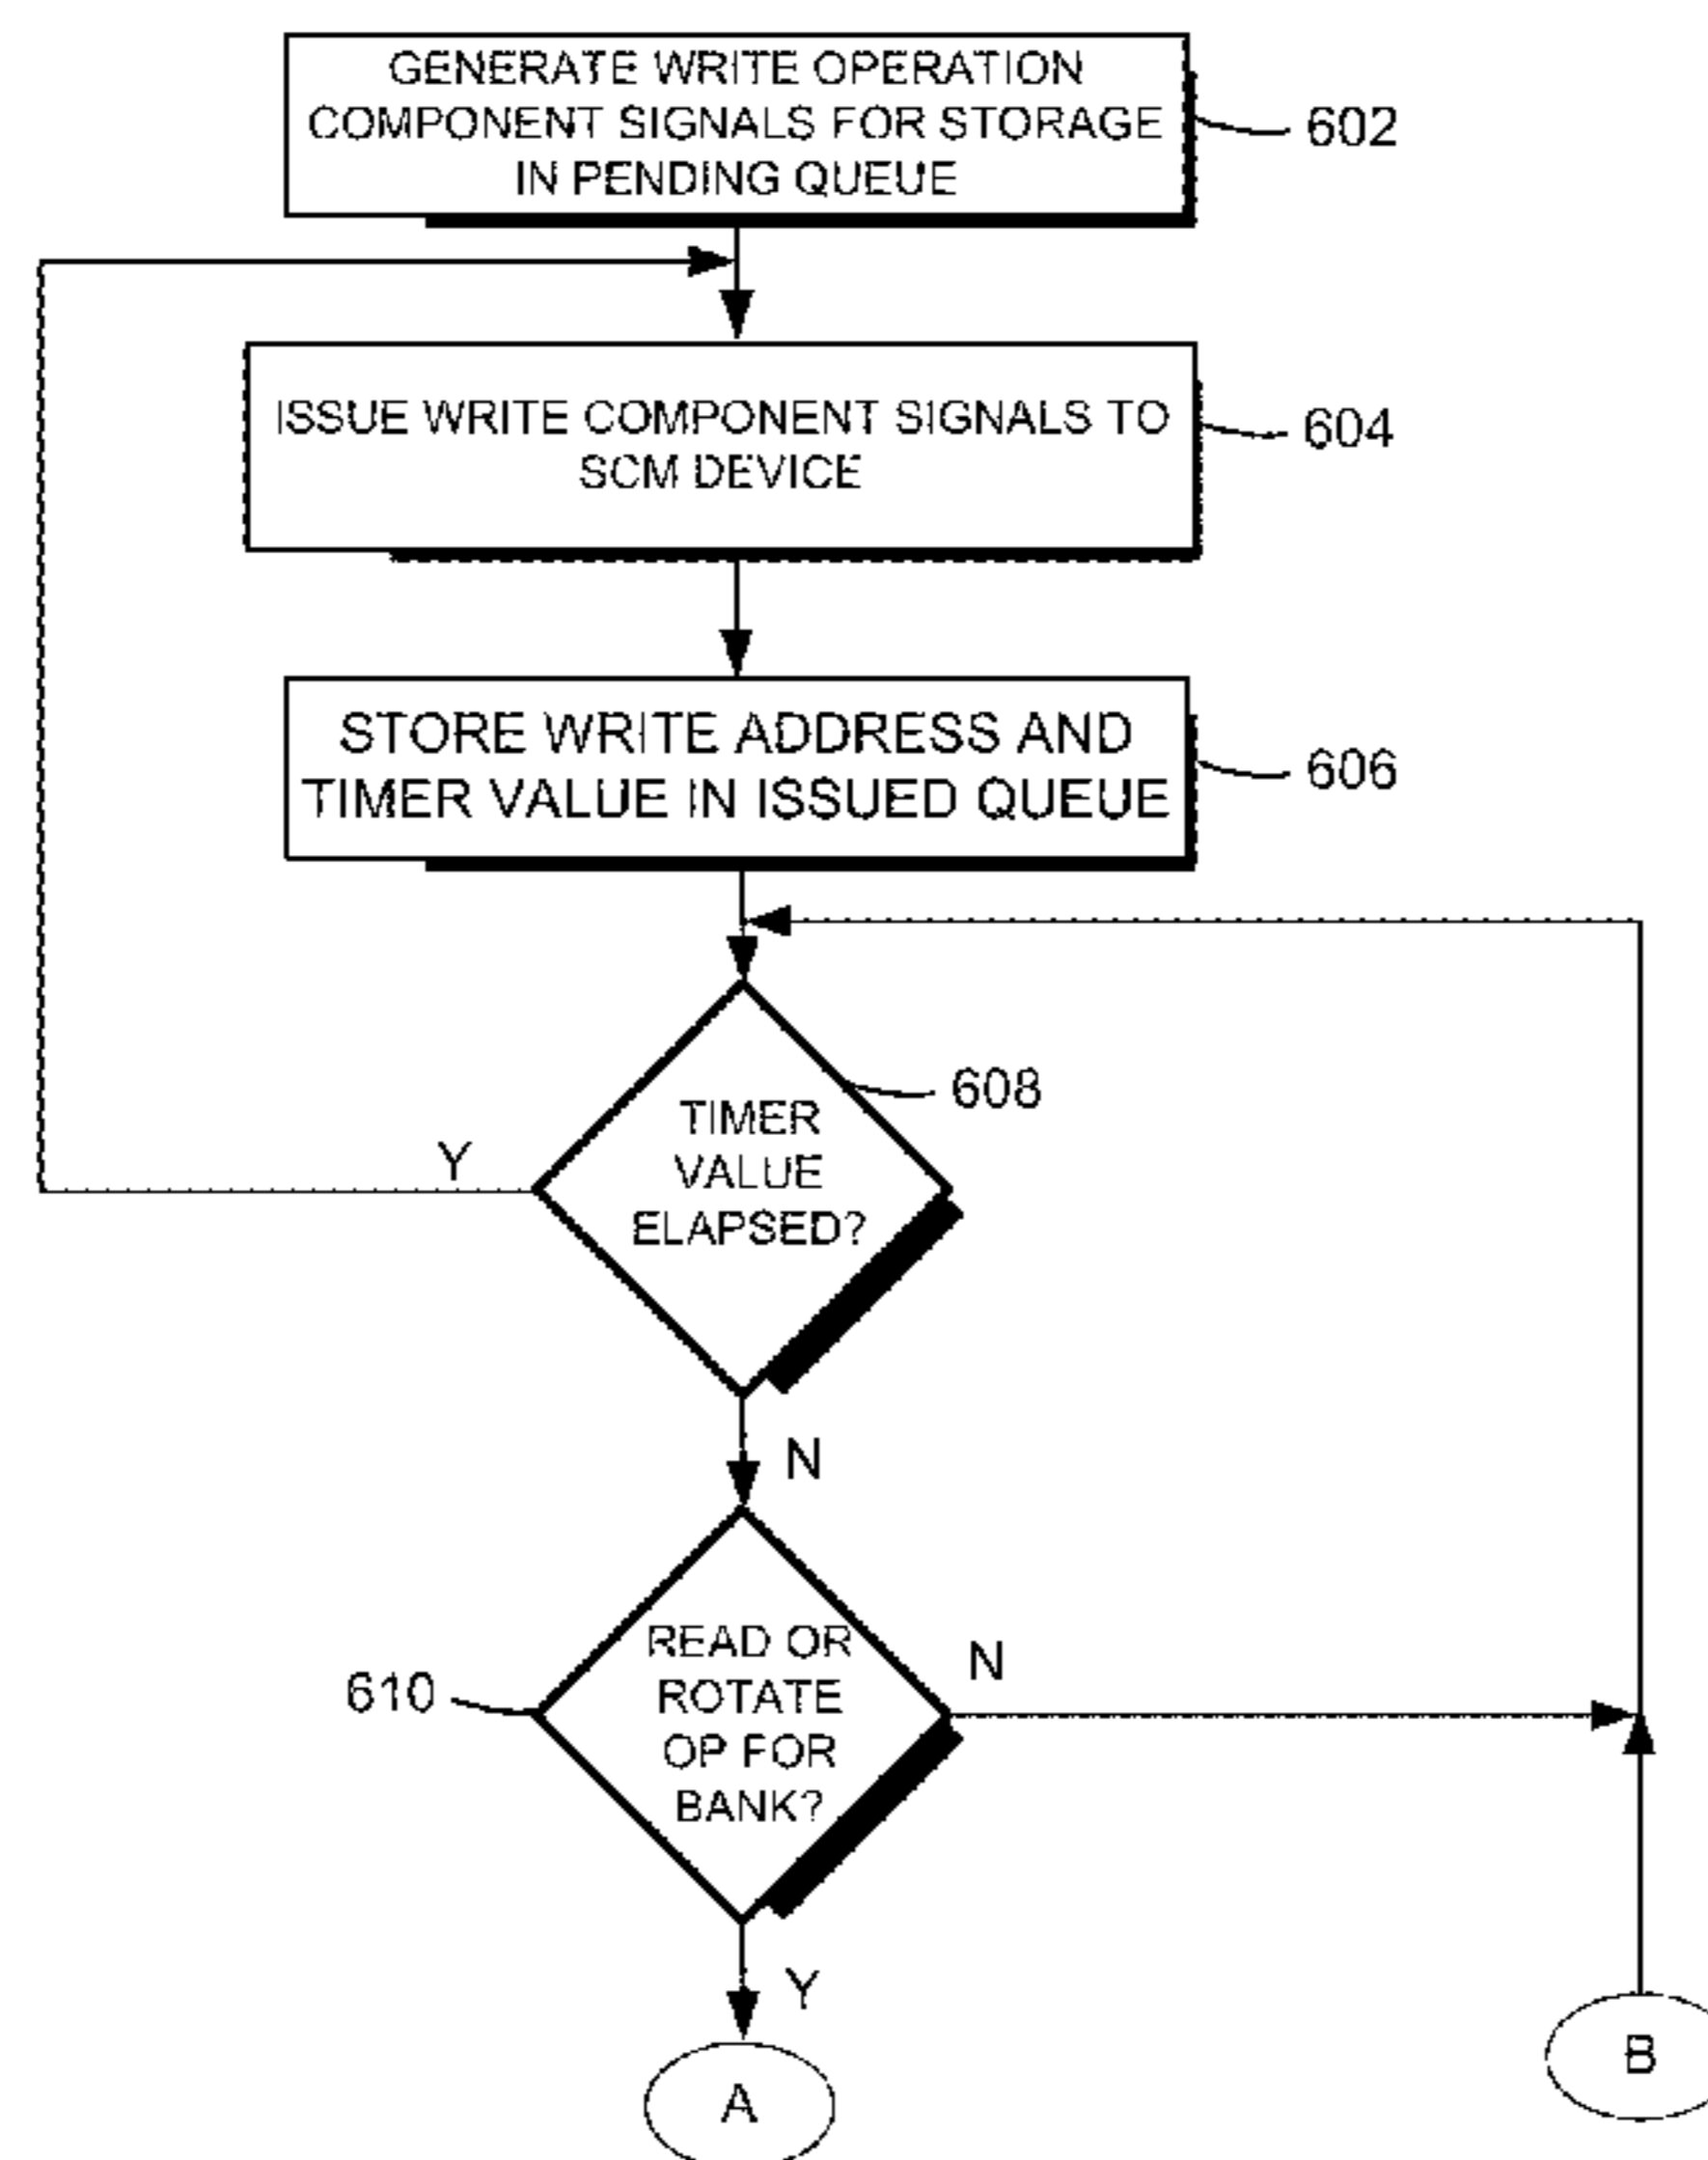 GENERATE WRITE OPERATION
COMPONENT SIGNALS FOR STORAGE
IN PENDING QUEUE
602
ISSUE WRITE COMPONENT SIGNALS TO
SCM DEVICE
604
STORE WRITE ADDRESS AND
TIMER VALUE IN ISSUED QUEUE
606
608
TIMER
VALUE
ELAPSED?
Y
N
READ OR
ROTATE
OP FOR
BANK?
610
N
Y
A
B